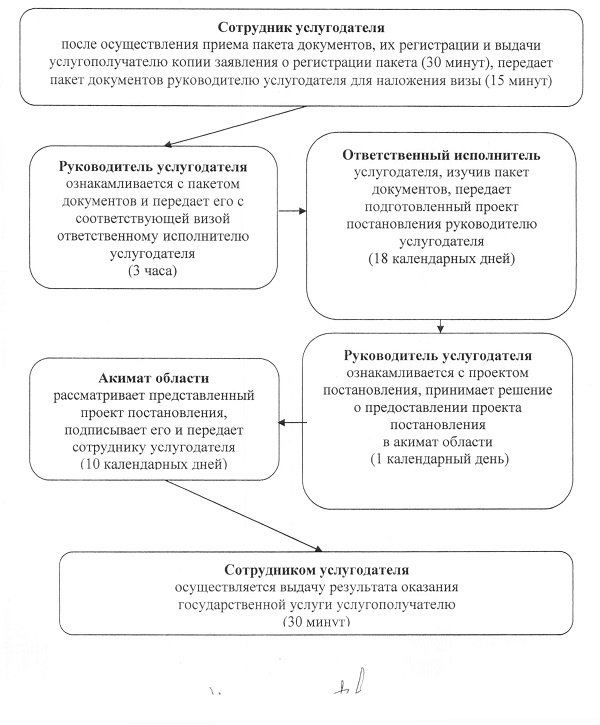 Сотрудник услугодателя
после осуществления приема пакета документов, их регистрации и выдачи
услугополучателю копии заявления о регистрации пакета (30 минут), передает
пакет документов руководителю услугодателя для наложения визы (15 минут)
Руководитель услугодателя
ознакамливается с пакетом
документов и передает его с
соответствующей визой
ответственному исполнителю
услугодателя
(3 часа)
Ответственный исполнитель
услугодателя, изучив пакет
документов, передает
подготовленный проект
постановления руководителю
услугодателя
(18 календарных дней)
Руководитель услугодателя
ознакамливается с проектом
постановления, принимает решение
о предоставлении проекта
постановления
в акимат области
(1 календарный день)
Акимат области
рассматривает представленный
проект постановления,
подписывает его и передает
сотруднику услугодателя
(10 календарных дней)
Сотрудником услугодателя
осуществляется выдачу результата оказания
государственной услуги услугополучателю
(30 минут)